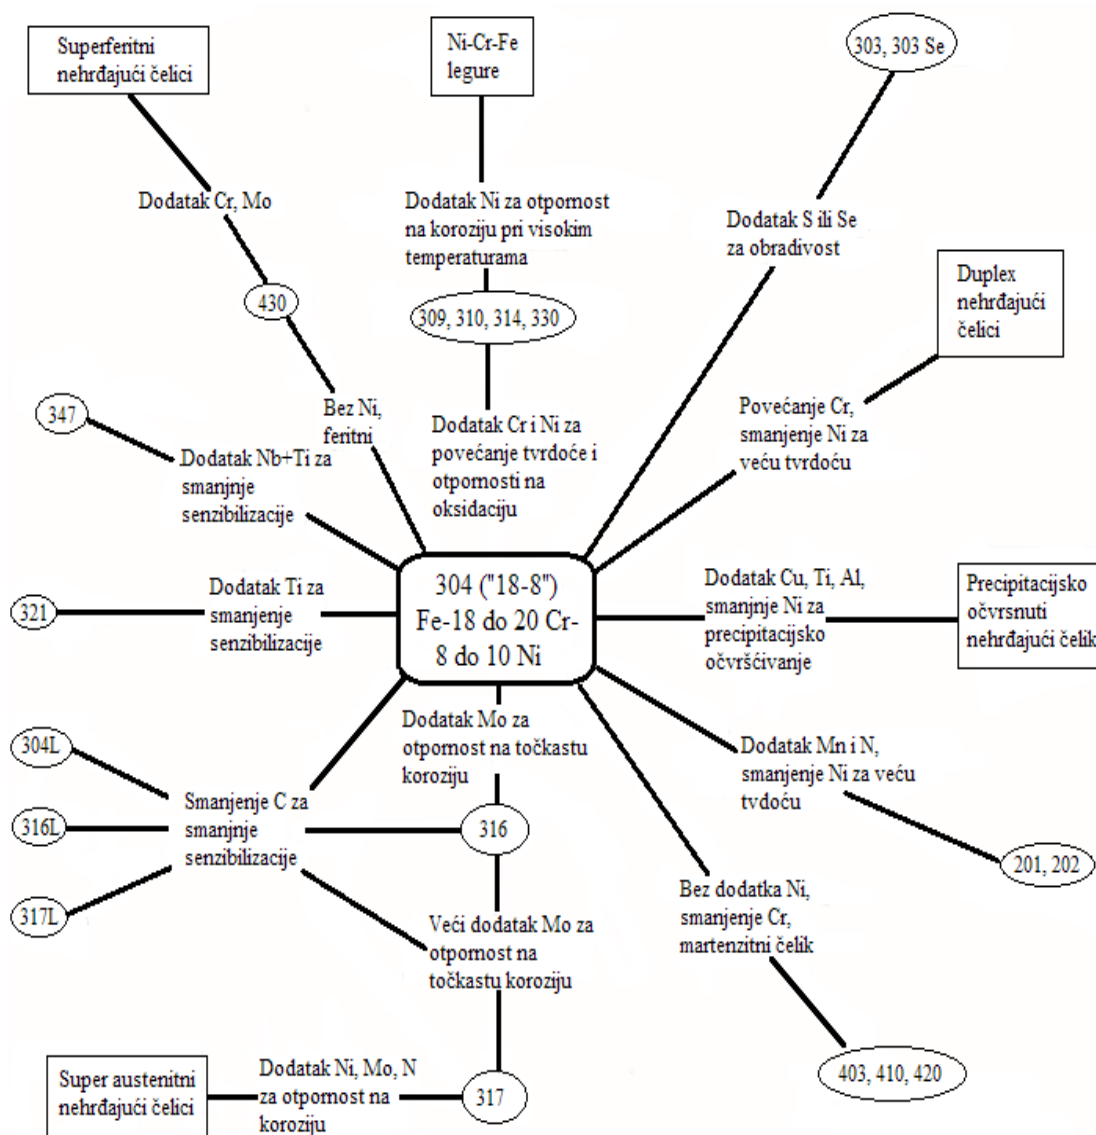 Superferitni
nehrđajući čelici
Ni-Cr-Fe
legure
303, 303 Se
Dodatak Cr, Mo
Dodatak Ni za otpornost
na koroziju pri visokim
temperaturama
Dodatak S ili Se
za obradivost
Duplex
nehrđajući
čelici
430
309, 310, 314, 330
347
Bez Ni,
feritni
Dodatak Cr i Ni za
povećanje tvrdoće i
otpornosti na
oksidaciju
Povećanje Cr,
smanjenje Ni za
veću tvrdoću
Dodatak Nb+Ti za
smanjnje
senzibilizacije
321
Dodatak Ti za
smanjenje
senzibilizacije
304 ("18-8")
Fe-18 do 20 Cr-
8 do 10 Ni
Dodatak Cu, Ti, Al,
smanjnje Ni za
precipitacijsko
očvršćivanje
Precipitacijsko
očvrsnuti
nehrđajući čelik
304L
316L
317L
Smanjenje C za
smanjnje
senzibilizacije
Dodatak Mo za
otpornost na točkastu
koroziju
316
Dodatak Mn i N,
smanjenje Ni za veću
tvdoću
201, 202
Veći dodatak Mo za
otpornost na
točkastu koroziju
Bez dodatka Ni,
smanjenje Cr,
martenzitni čelik
403, 410, 420
Super austenitni
nehrđajući čelici
Dodatak Ni, Mo, N
za otpornost na
koroziju
317